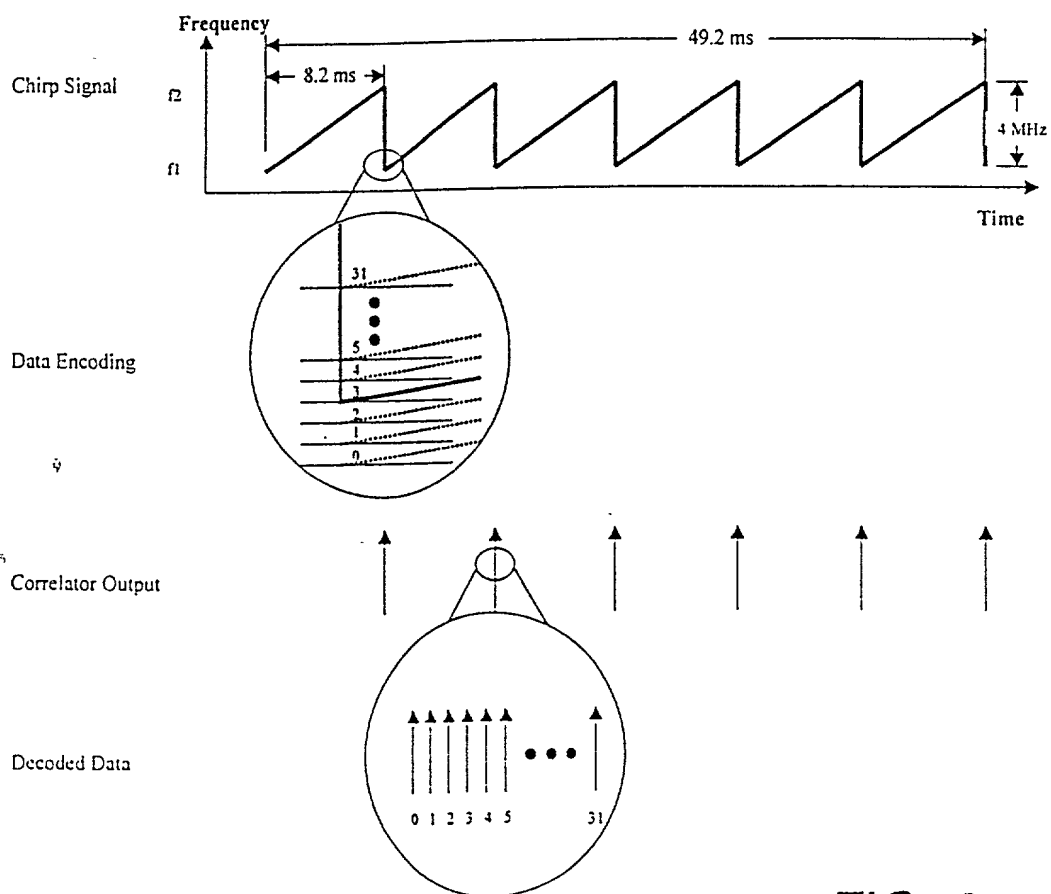 Frequency
49.2 ms
8.2 ms
Chirp Signal
f2
4 MHz
f1
Time
31
5
Data Encoding
4
3
2
1
0
Correlator Output
Decoded Data
0 1 2 3 4 5 31